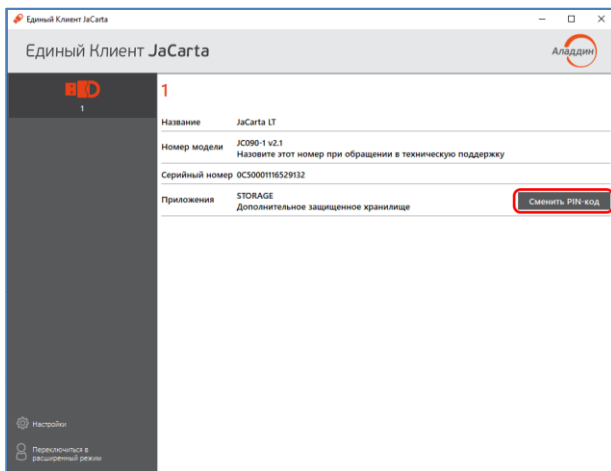 Единый Клиент JaCarta
Единый Клиент JaCarta
Аладдин
1
1
Название JaCarta LT
Номер модели JC090-1 v2.1
Назовите этот номер при обращении в техническую поддержку
Серийный номер 0C50001116529132
Приложения STORAGE
Дополнительное защищенное хранилище
Сменить PIN-код
Настройки
Переключиться в
расширенный режим